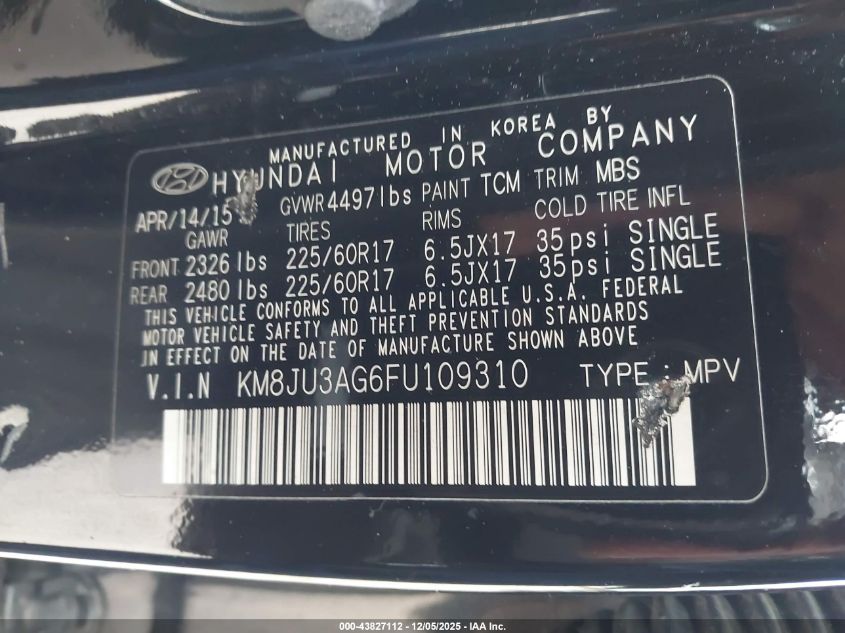 MANUFACTURED IN KOREA BY
HYUNDAI MOTOR COMPANY
APR/14/15 GVWR 4497lbs PAINT TCM TRIM MBS
GAWR TIRES RIMS COLD TIRE INFL
FRONT 2326 lbs 225/60R17 6.5JX17 35psi SINGLE
REAR 2480 lbs 225/60R17 6.5JX17 35psi SINGLE
THIS VEHICLE CONFORMS TO ALL APPLICABLE U.S.A. FEDERAL
MOTOR VEHICLE SAFETY AND THEFT PREVENTION STANDARDS
IN EFFECT ON THE DATE OF MANUFACTURE SHOWN ABOVE
V.I.N KM8JU3AG6FU109310 TYPE : MPV
000-43827112 - 12/05/2025 - IAA Inc.